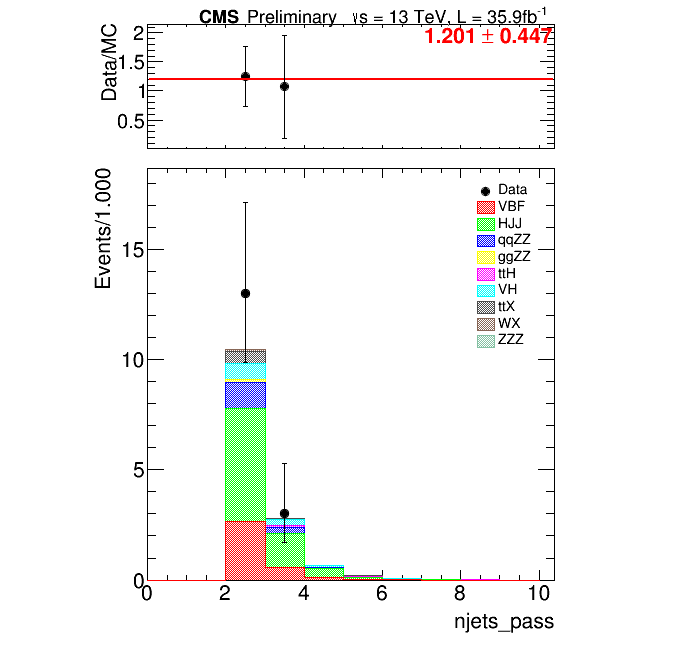 CMS Preliminary √s = 13 TeV, L = 35.9fb⁻¹
1.201 ± 0.447
Data/MC
2
1.5
1
0.5
Events/1.000
15
10
5
0
Data
VBF
HJJ
qqZZ
ggZZ
ttH
VH
ttX
WX
ZZZ
0 2 4 6 8 10
njets_pass